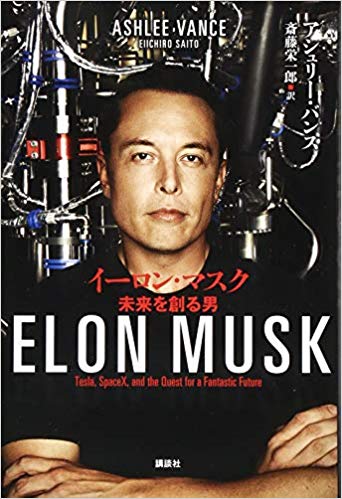 ASHLEE VANCE
EIICHIRO SAITO
アシュリー・バンス
斎藤栄一郎・訳
イーロン・マスク
未来を創る男
ELON MUSK
Tesla, SpaceX, and the Quest for a Fantastic Future
講談社